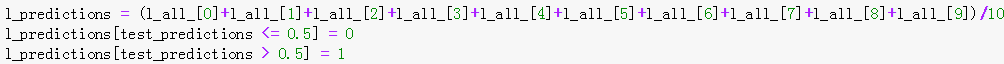 l_predictions = (l_all_[0]+l_all_[1]+l_all_[2]+l_all_[3]+l_all_[4]+l_all_[5]+l_all_[6]+l_all_[7]+l_all_[8]+l_all_[9])/10
l_predictions[test_predictions <= 0.5] = 0
l_predictions[test_predictions > 0.5] = 1